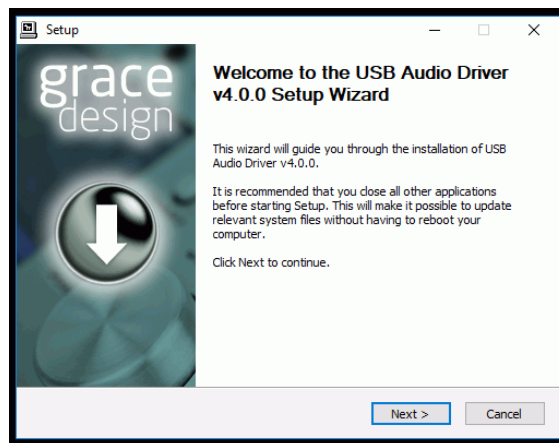 Setup
grace
design
Welcome to the USB Audio Driver
v4.0.0 Setup Wizard
This wizard will guide you through the installation of USB
Audio Driver v4.0.0.
It is recommended that you close all other applications
before starting Setup. This will make it possible to update
relevant system files without having to reboot your
computer.
Click Next to continue.
Next >
Cancel